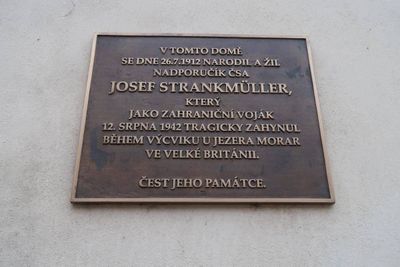 V TOMTO DOMĚ
SE DNE 26.7.1912 NARODIL A ŽIL
NADPORUČÍK ČSA
JOSEF STRANKMÜLLER,
KTERÝ
JAKO ZAHRANIČNÍ VOJÁK
12. SRPNA 1942 TRAGICKY ZAHYNUL
BĚHEM VÝCVIKU U JEZERA MORAR
VE VELKÉ BRITÁNII.
ČEST JEHO PAMÁTCE.